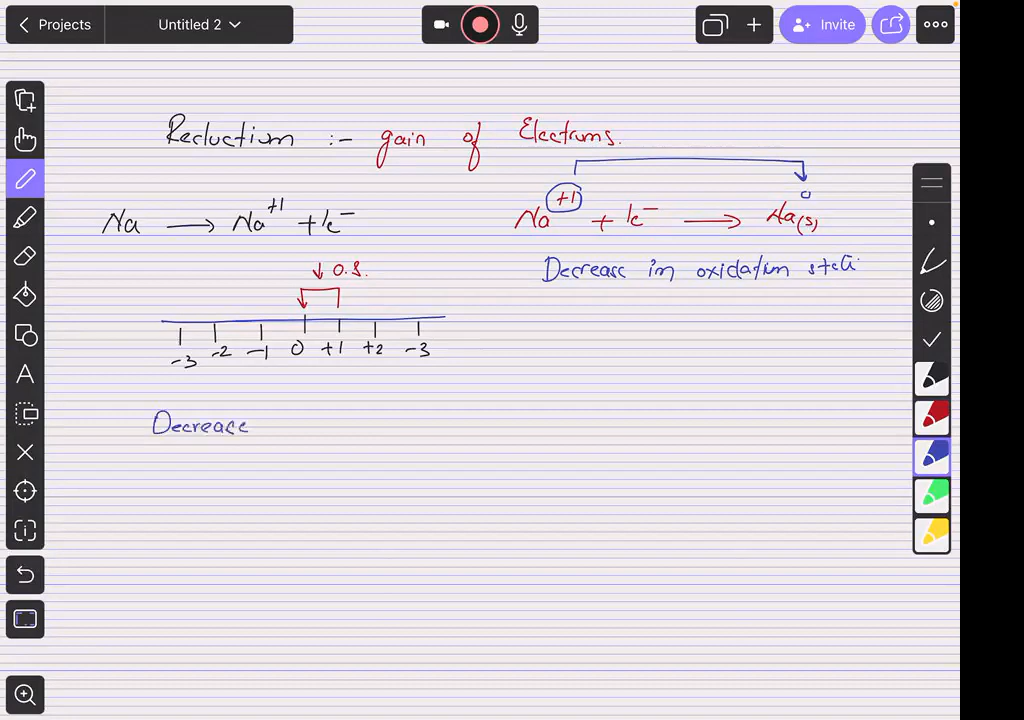 Projects
Untitled 2
Invite
Reduction :- gain of Electrons.
Na → Na+1 + 1e−
Na+1 + 1e− → Na(s)
0
Decrease in oxidation state
↓ O.S.
-3 -2 -1 0 +1 +2 -3
Decrease